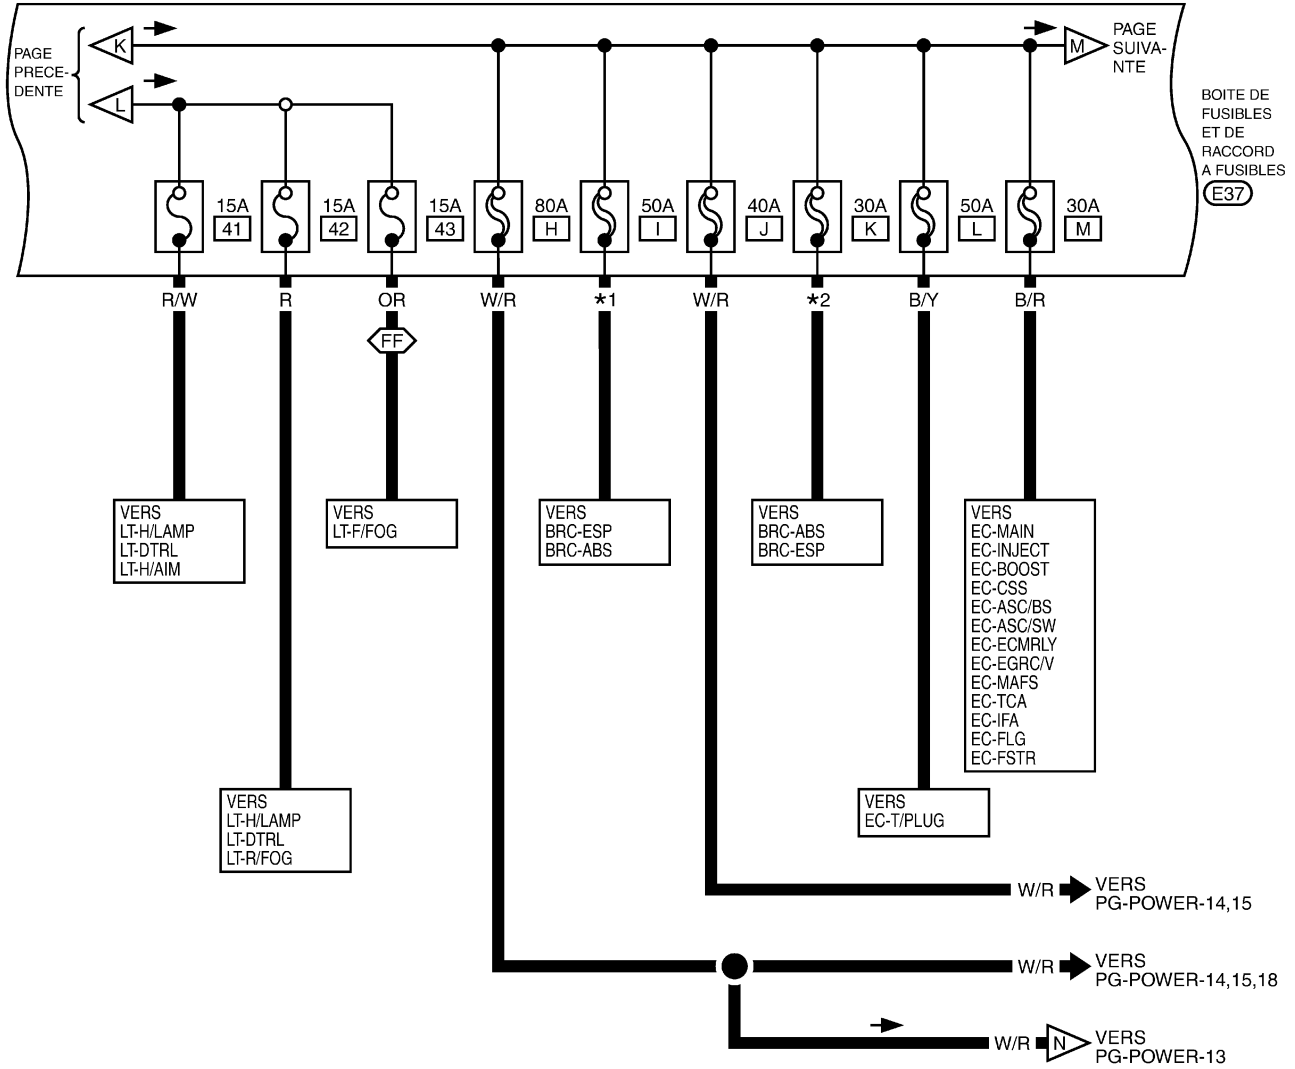 PAGE
PRECE-
DENTE
K
L
M
PAGE
SUIVA-
NTE
BOITE DE
FUSIBLES
ET DE
RACCORD
A FUSIBLES
E37
15A
41
15A
42
15A
43
80A
H
50A
I
40A
J
30A
K
50A
L
30A
M
R/W
R
OR
W/R
★1
W/R
★2
B/Y
B/R
FF
VERS
LT-H/LAMP
LT-DTRL
LT-H/AIM
VERS
LT-F/FOG
VERS
BRC-ESP
BRC-ABS
VERS
BRC-ABS
BRC-ESP
VERS
EC-MAIN
EC-INJECT
EC-BOOST
EC-CSS
EC-ASC/BS
EC-ASC/SW
EC-ECMRLY
EC-EGRC/V
EC-MAFS
EC-TCA
EC-IFA
EC-FLG
EC-FSTR
VERS
LT-H/LAMP
LT-DTRL
LT-R/FOG
VERS
EC-T/PLUG
W/R
VERS
PG-POWER-14,15
W/R
VERS
PG-POWER-14,15,18
W/R
N
VERS
PG-POWER-13